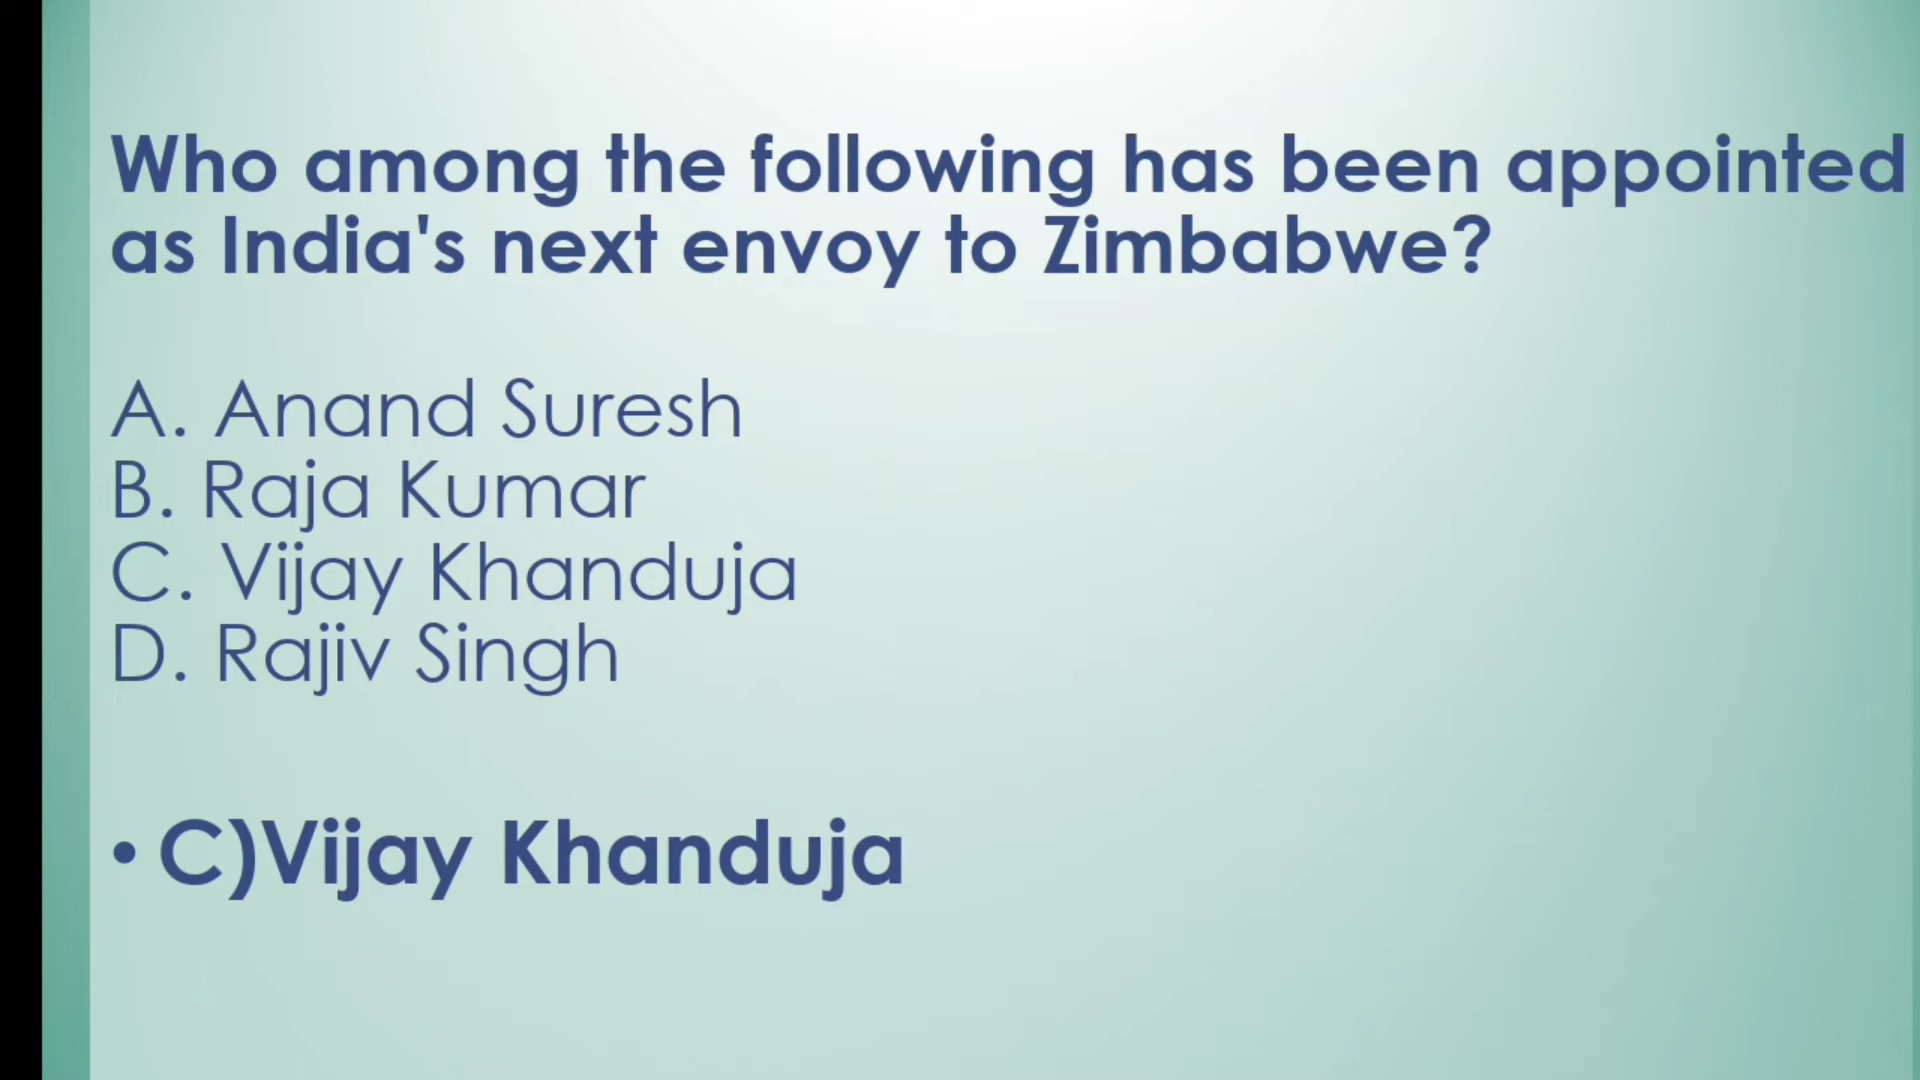 Who among the following has been appointed
as India's next envoy to Zimbabwe?
A. Anand Suresh
B. Raja Kumar
C. Vijay Khanduja
D. Rajiv Singh
• C)Vijay Khanduja